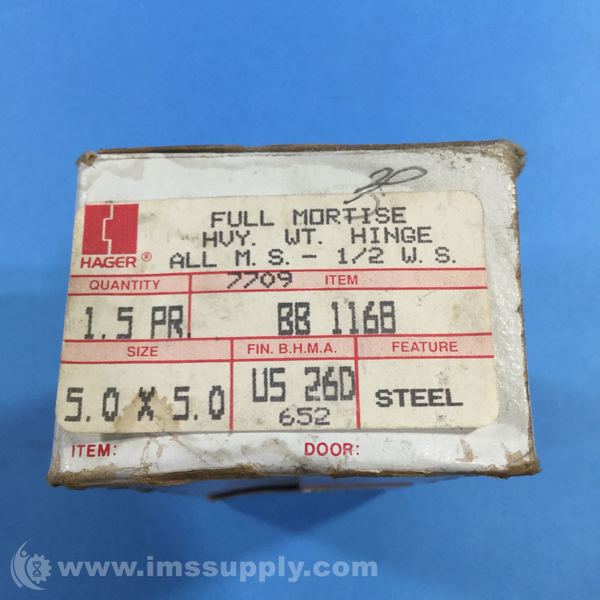 30
FULL MORTISE
HVY. WT. HINGE
HAGER®
ALL M. S. - 1/2 W. S.
QUANTITY 7709 ITEM
1.5 PR. BB 1168
SIZE FIN. B.H.M.A. FEATURE
5.0 X 5.0 US 26D STEEL
652
ITEM: DOOR:
www.imssupply.com